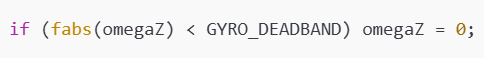 if (fabs(omegaZ) < GYRO_DEADBAND) omegaZ = 0;